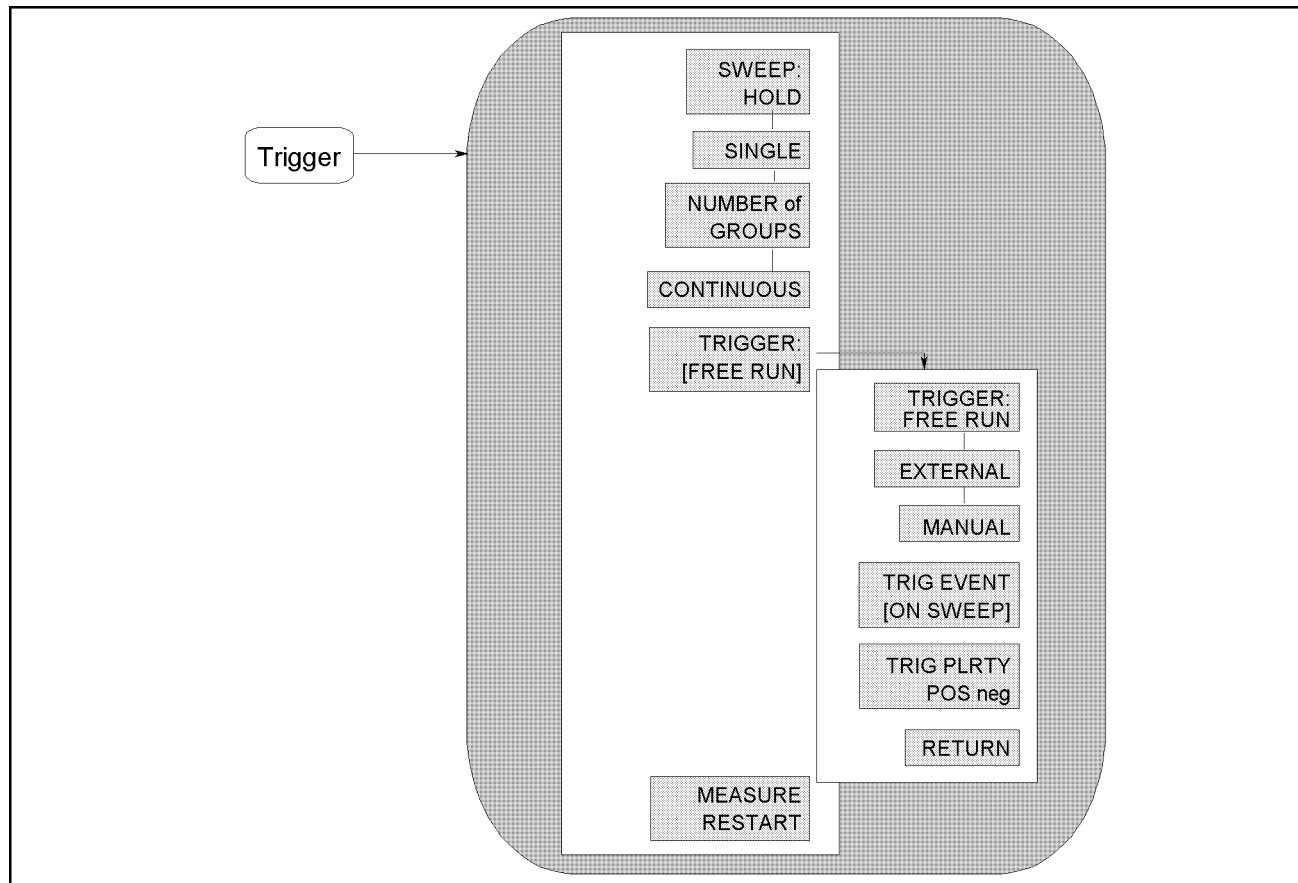 Trigger
SWEEP:
HOLD
SINGLE
NUMBER of
GROUPS
CONTINUOUS
TRIGGER:
[FREE RUN]
MEASURE
RESTART
TRIGGER:
FREE RUN
EXTERNAL
MANUAL
TRIG EVENT
[ON SWEEP]
TRIG PLRTY
POS neg
RETURN